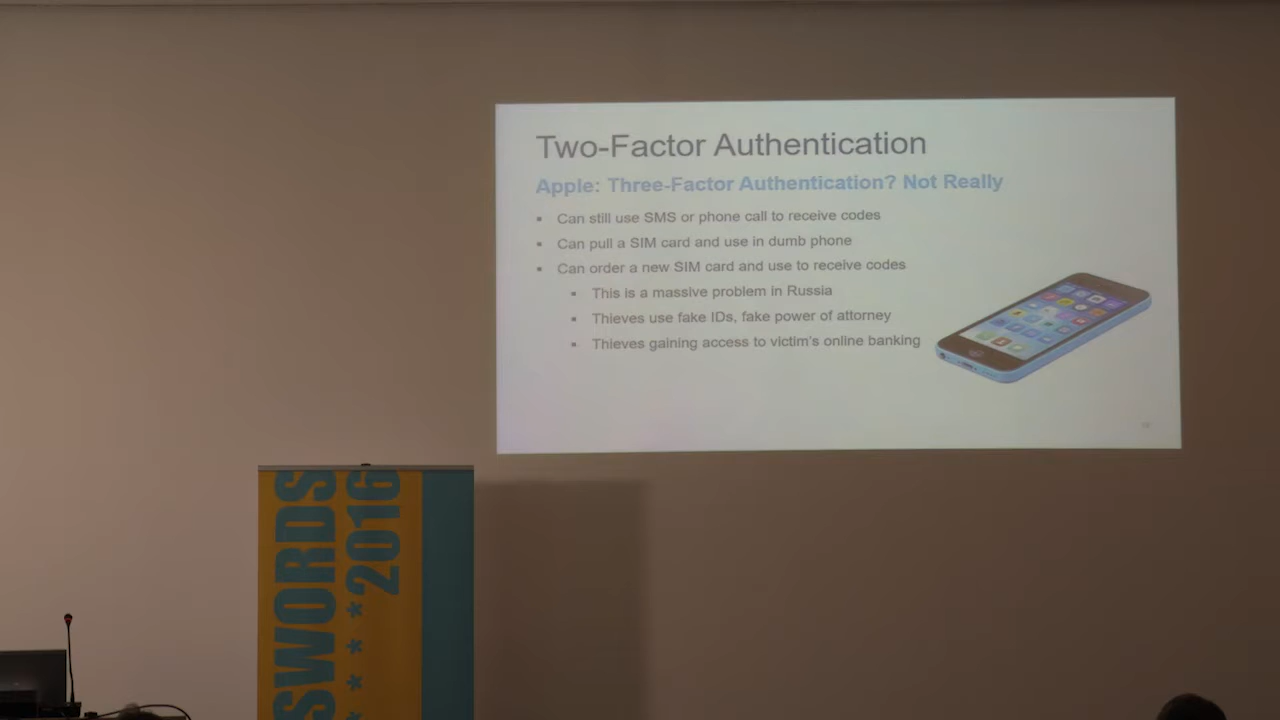 Two-Factor Authentication
Apple: Three-Factor Authentication? Not Really
Can still use SMS or phone call to receive codes
Can pull a SIM card and use in dumb phone
Can order a new SIM card and use to receive codes
This is a massive problem in Russia
Thieves use fake IDs, fake power of attorney
Thieves gaining access to victim's online banking
SWORDS
****2016